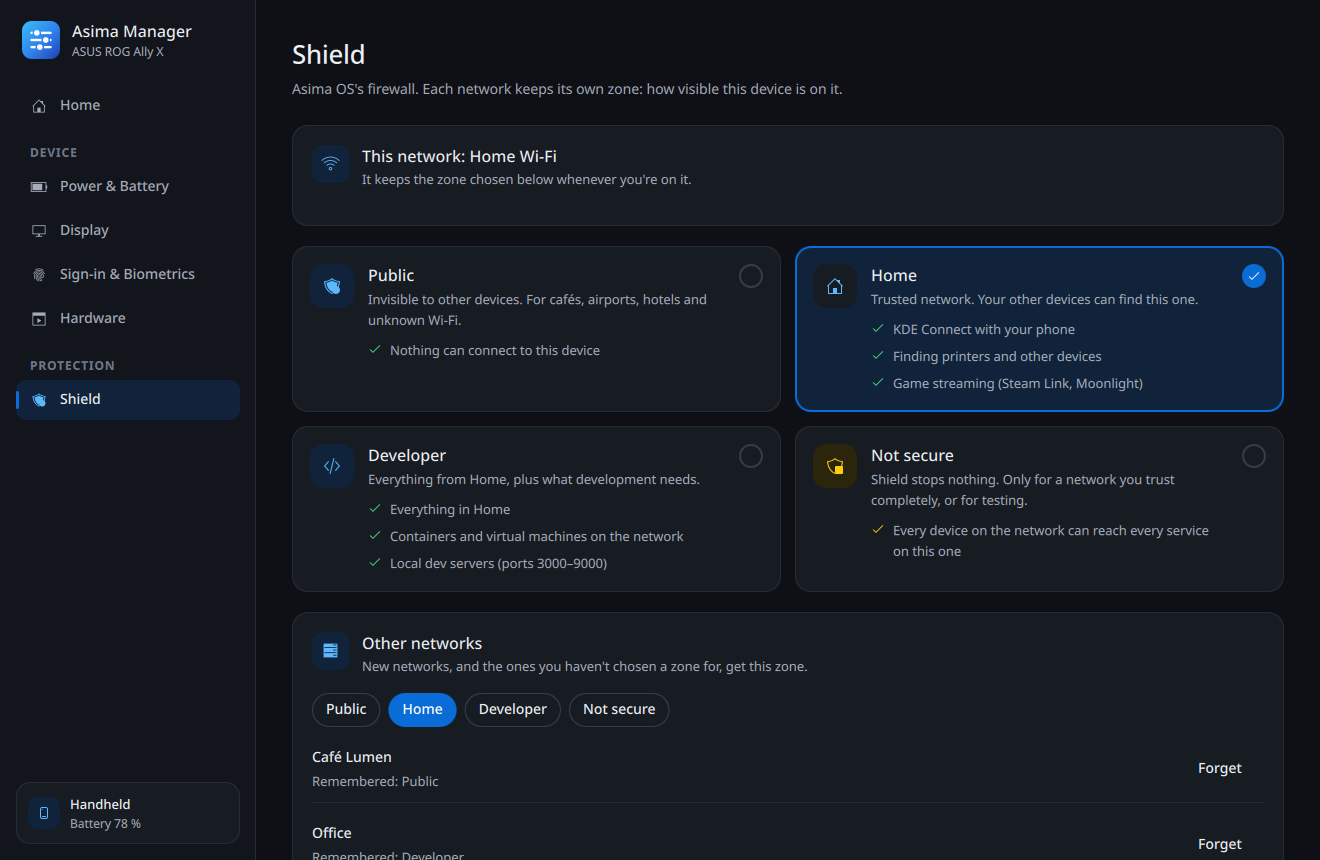 Asima Manager
ASUS ROG Ally X
Home
DEVICE
Power & Battery
Display
Sign-in & Biometrics
Hardware
PROTECTION
Shield
Handheld
Battery 78 %
Shield
Asima OS's firewall. Each network keeps its own zone: how visible this device is on it.
This network: Home Wi-Fi
It keeps the zone chosen below whenever you're on it.
Public
Invisible to other devices. For cafés, airports, hotels and
unknown Wi-Fi.
Nothing can connect to this device
Home
Trusted network. Your other devices can find this one.
KDE Connect with your phone
Finding printers and other devices
Game streaming (Steam Link, Moonlight)
Developer
Everything from Home, plus what development needs.
Everything in Home
Containers and virtual machines on the network
Local dev servers (ports 3000–9000)
Not secure
Shield stops nothing. Only for a network you trust
completely, or for testing.
Every device on the network can reach every service
on this one
Other networks
New networks, and the ones you haven't chosen a zone for, get this zone.
Public
Home
Developer
Not secure
Café Lumen
Remembered: Public
Forget
Office
Remembered: Developer
Forget